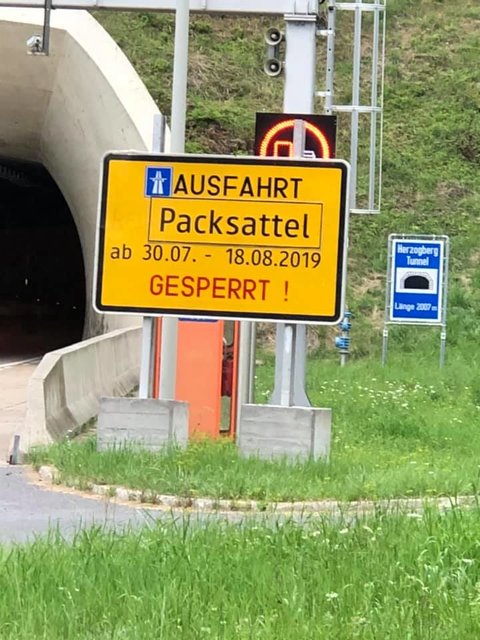 AUSFAHRT
Packsattel
ab 30.07. - 18.08.2019
GESPERRT !
Herzogberg
Tunnel
Länge 2007 m